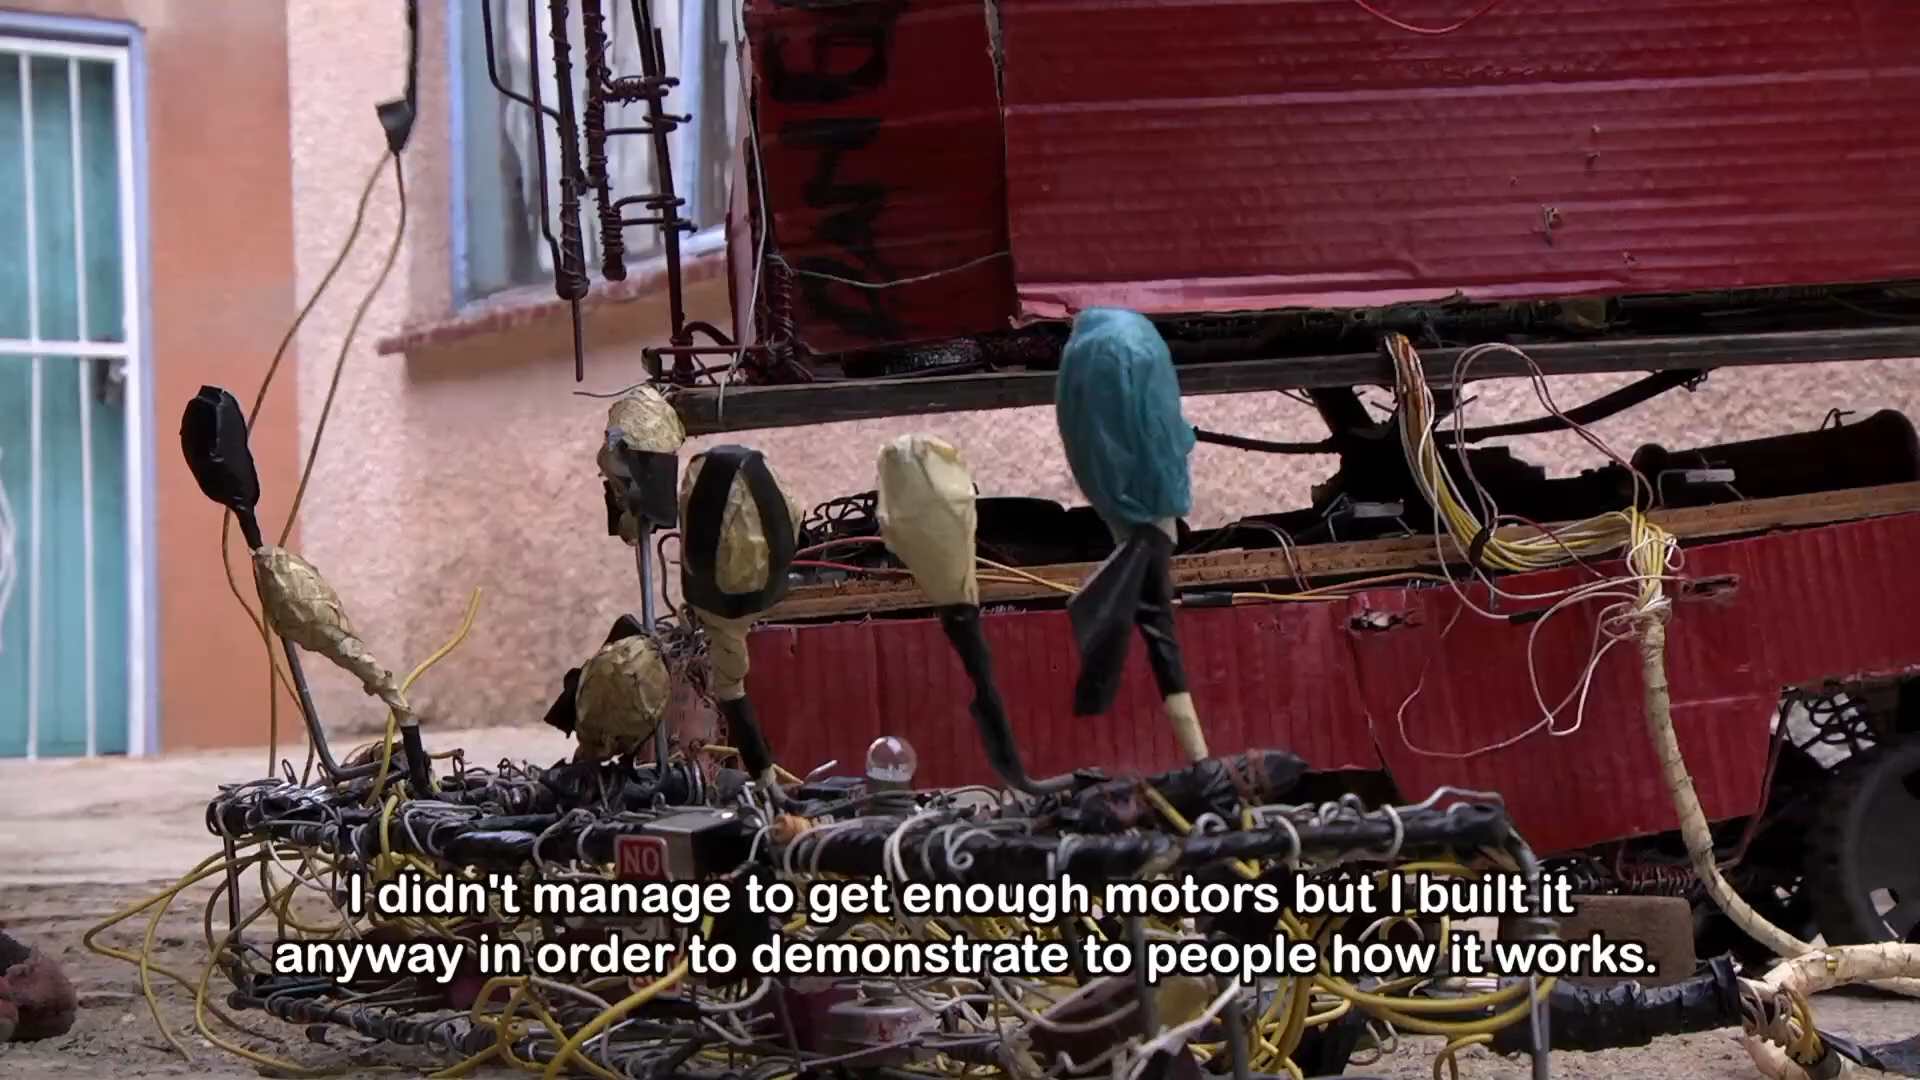 NO
I didn't manage to get enough motors but I built it
anyway in order to demonstrate to people how it works.